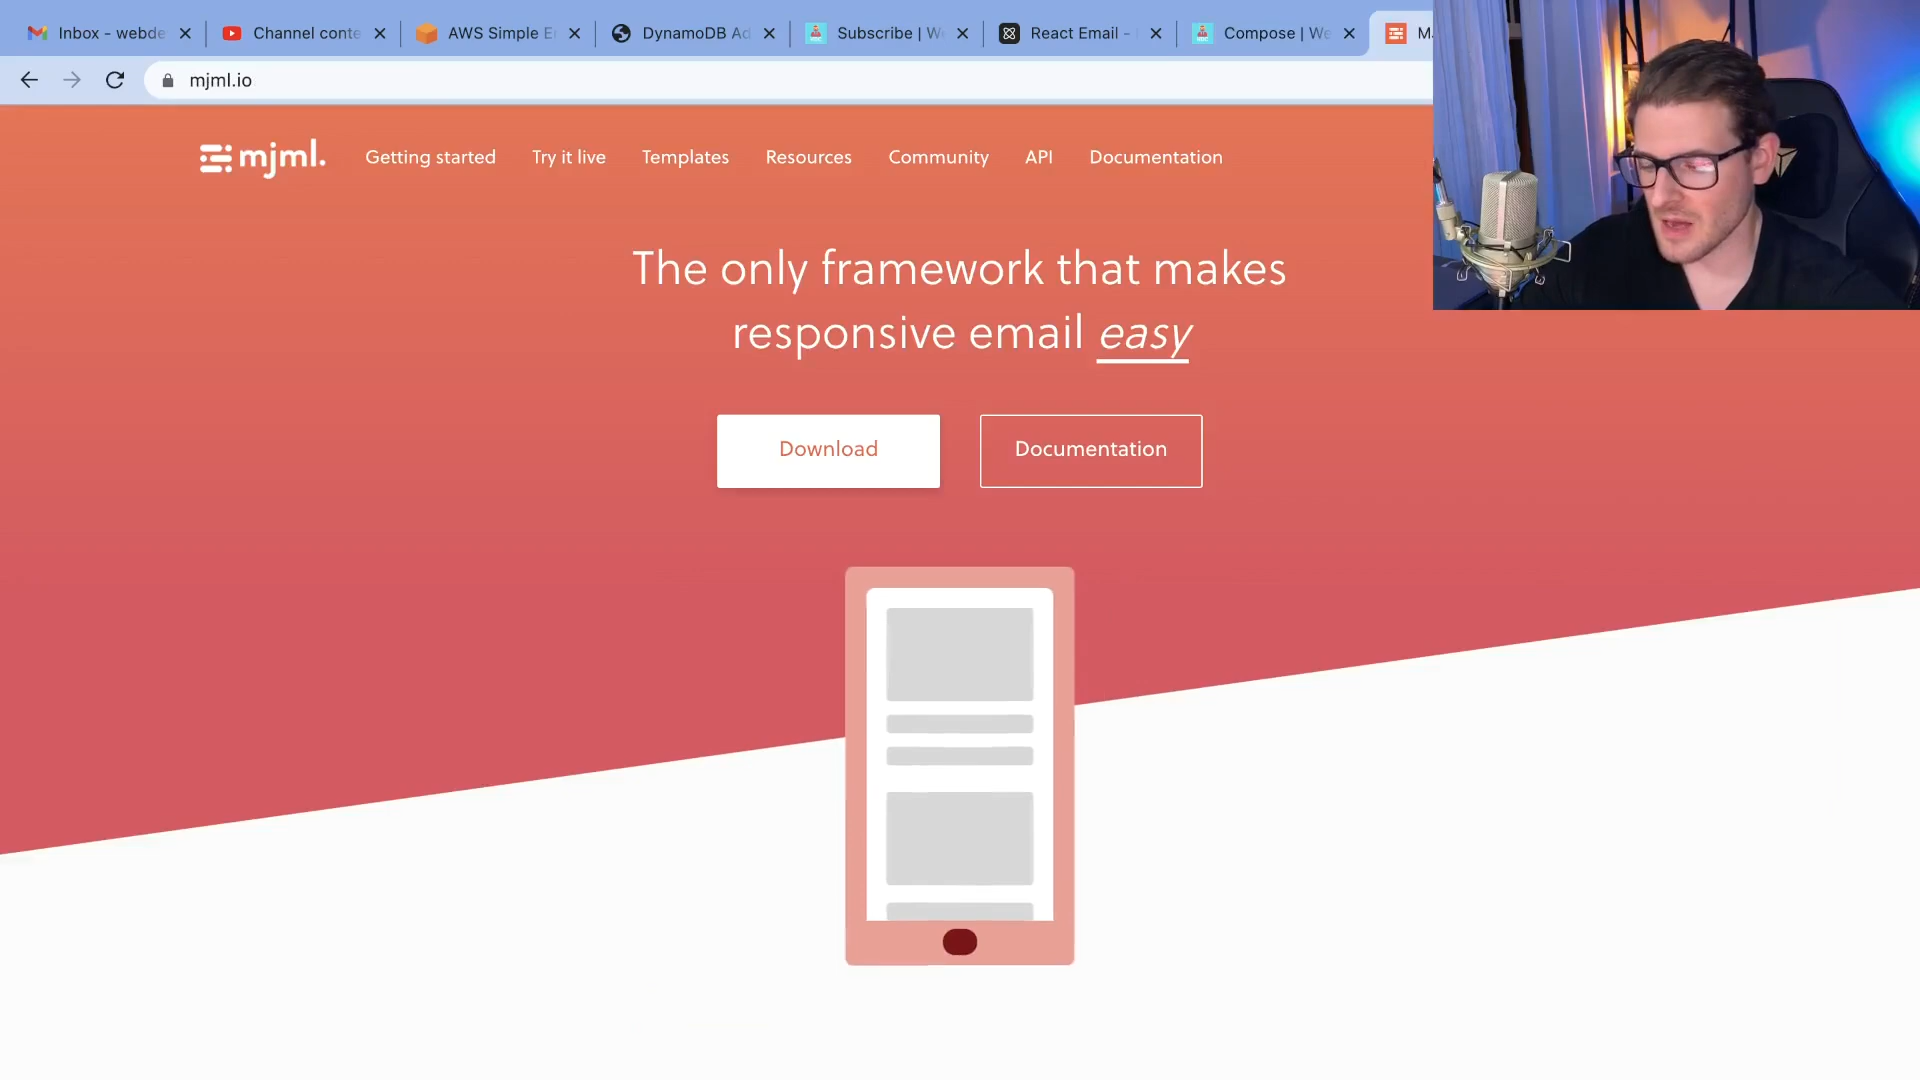 Inbox - webde
Channel conte
AWS Simple E
DynamoDB Ad
Subscribe | We
React Email -
Compose | We
M
mjml.io
mjml.
Getting started
Try it live
Templates
Resources
Community
API
Documentation
The only framework that makes
responsive email easy
Download
Documentation